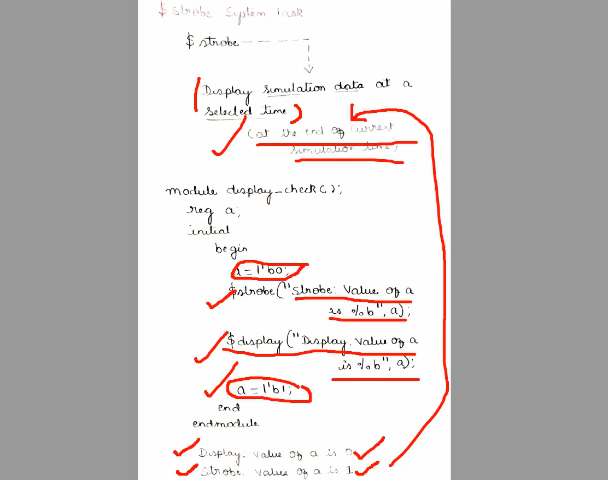 $strobe System Task
$strobe
Display simulation data at a
selected time
(at the end of current
simulation time)
module display_check();
reg a;
initial
begin
a=1'b0;
$strobe("Strobe: Value of a
is %b", a);
$display("Display. Value of a
is %b", a);
a=1'b1;
end
endmodule
Display. value of a is 0
Strobe: value of a is 1